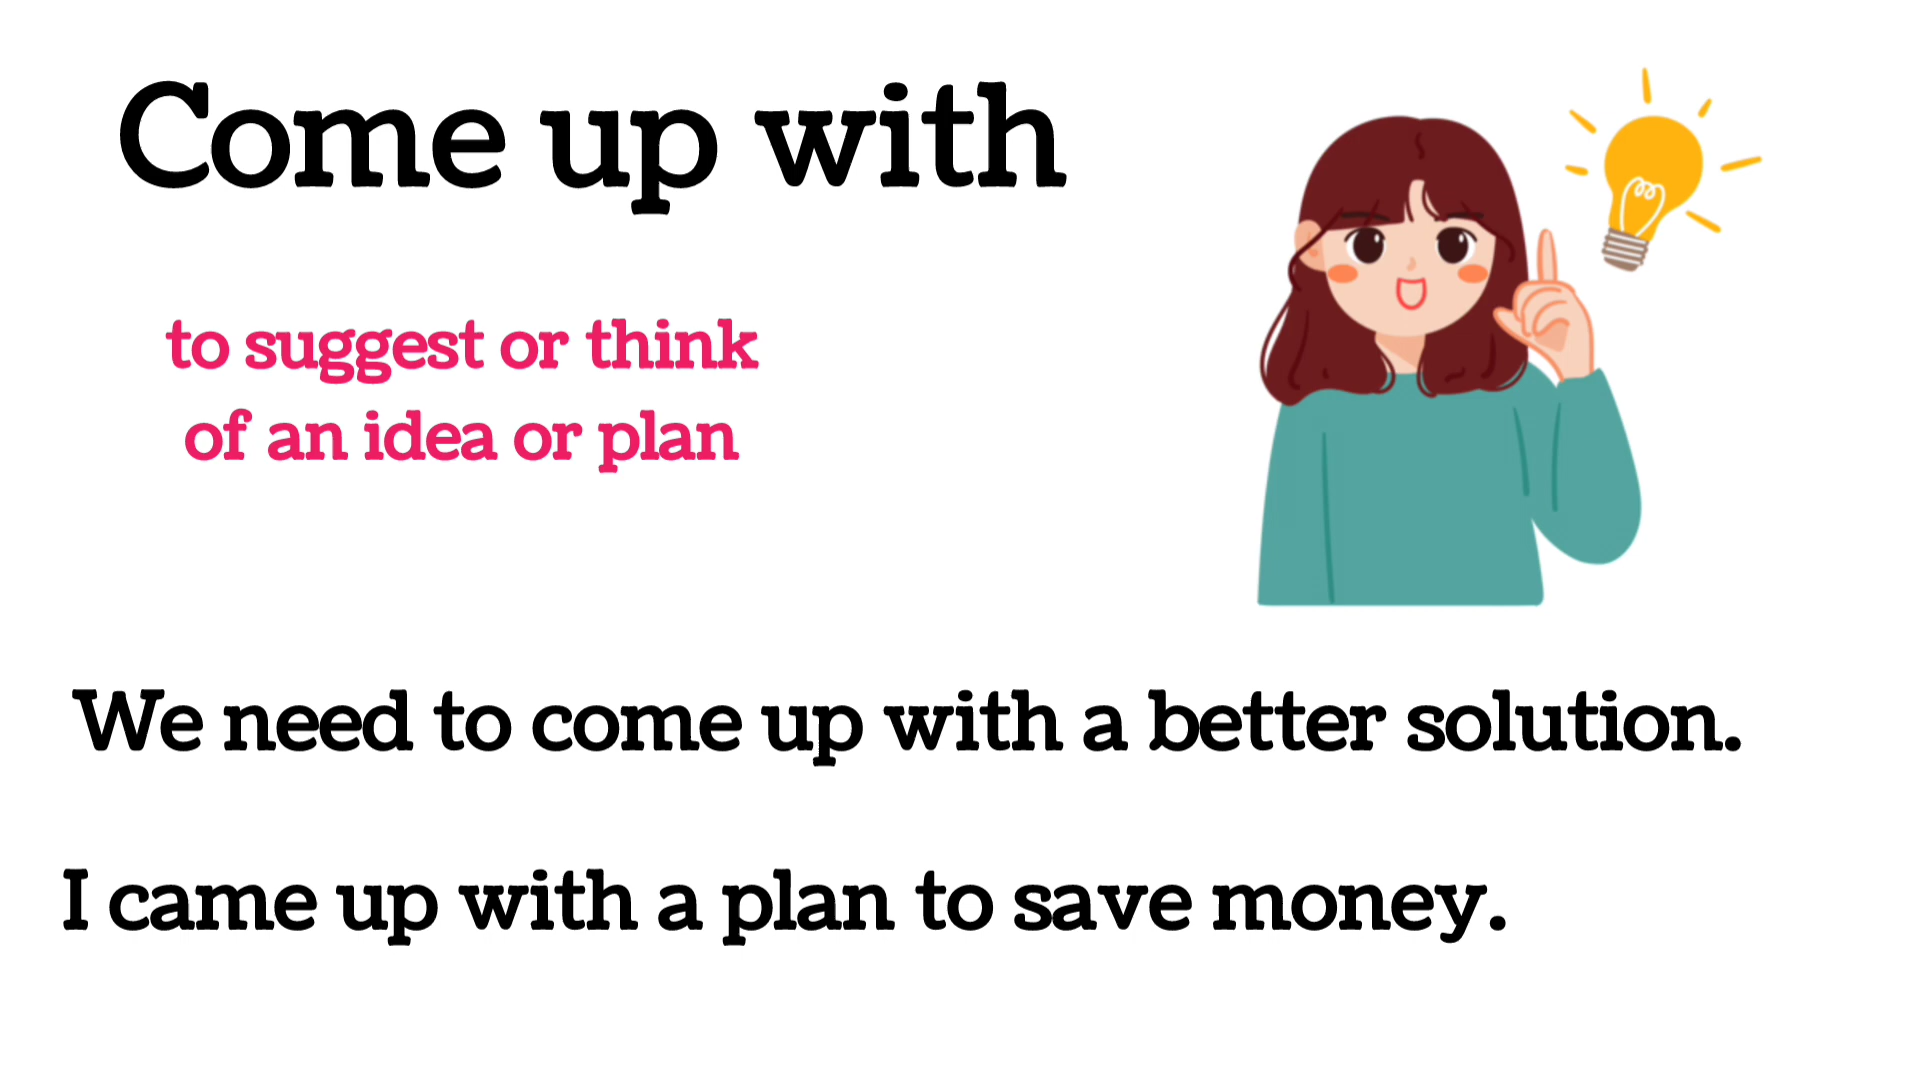 Come up with
to suggest or think
of an idea or plan
We need to come up with a better solution.
I came up with a plan to save money.